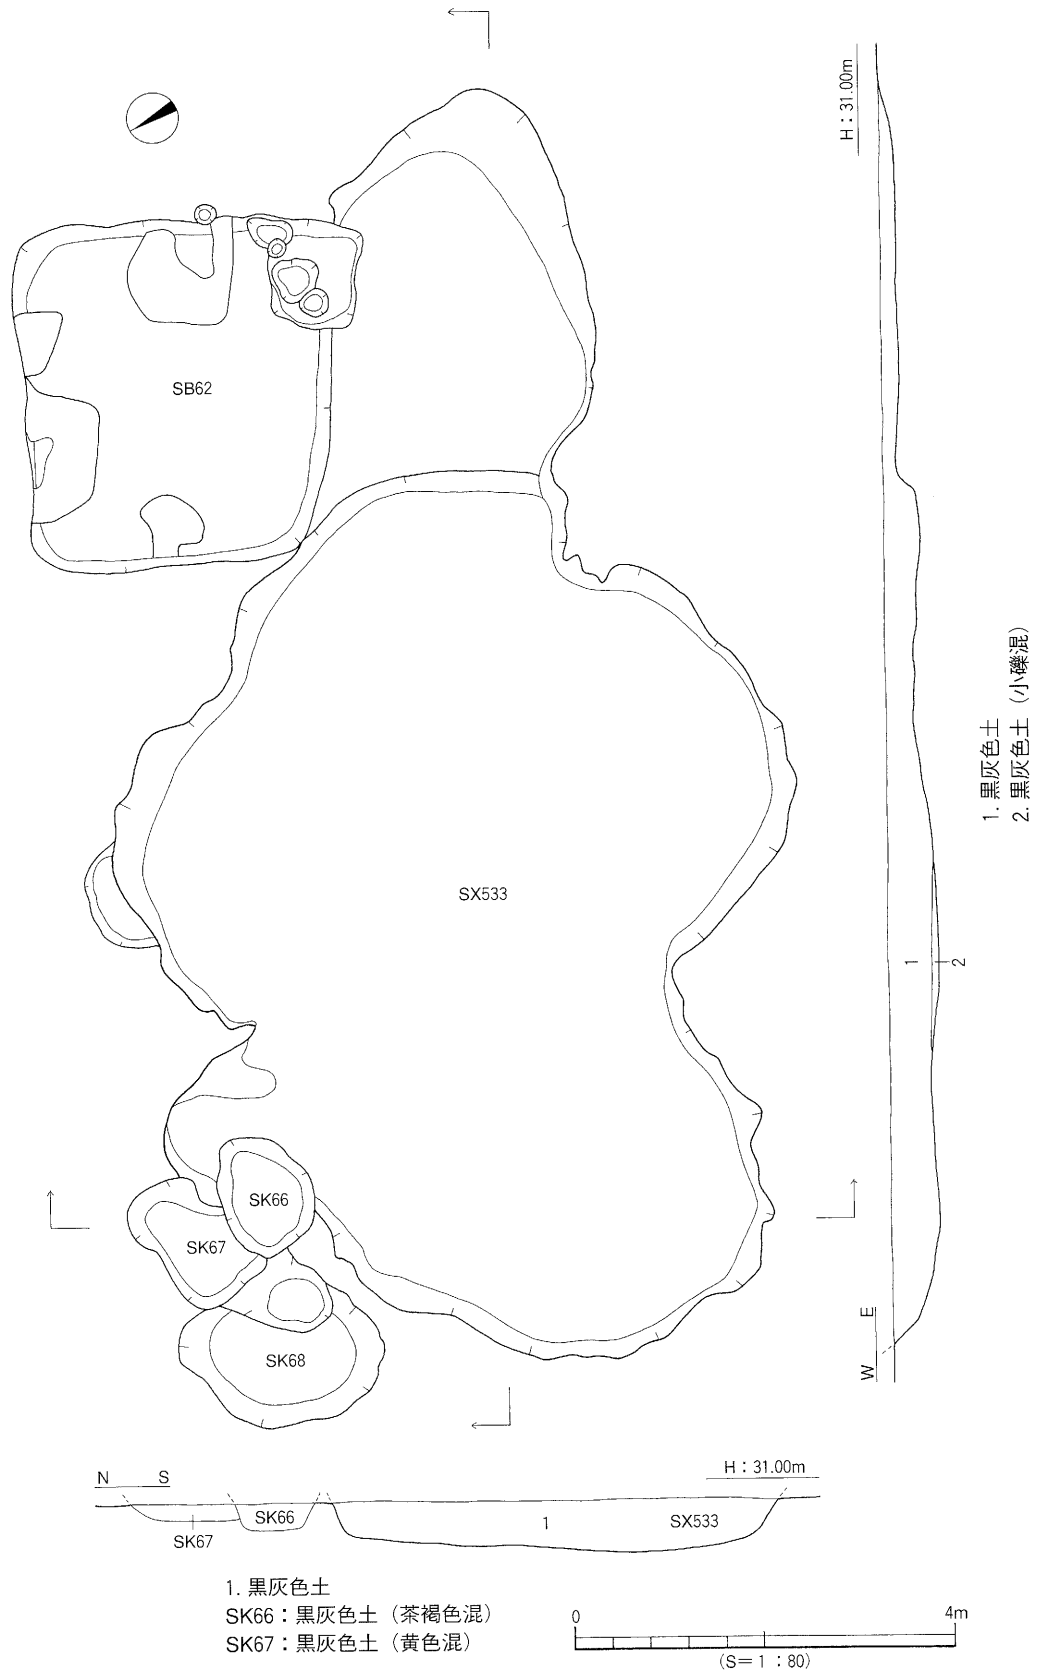 H：31.00m
SB62
1. 黒灰色土
2. 黒灰色土（小礫混）
SX533
1
2
SK66
SK67
E
W
SK68
N S
H：31.00m
SK66
1
SX533
SK67
1. 黒灰色土
SK66：黒灰色土（茶褐色混）
SK67：黒灰色土（黄色混）
0 4m
(S＝1：80)